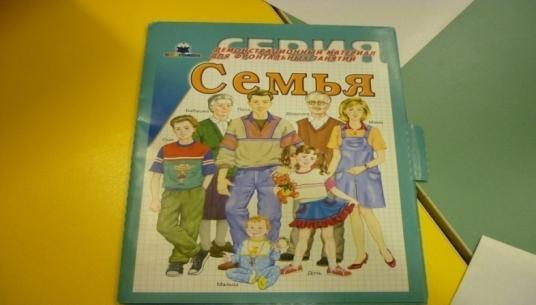 СЕРИЯ
ДЕМОНСТРАЦИОННЫЙ МАТЕРИАЛ
ДЛЯ ФРОНТАЛЬНЫХ ЗАНЯТИЙ
Семья
Бабушка
Папа
Дедушка
Мама
Малыш
Дочь